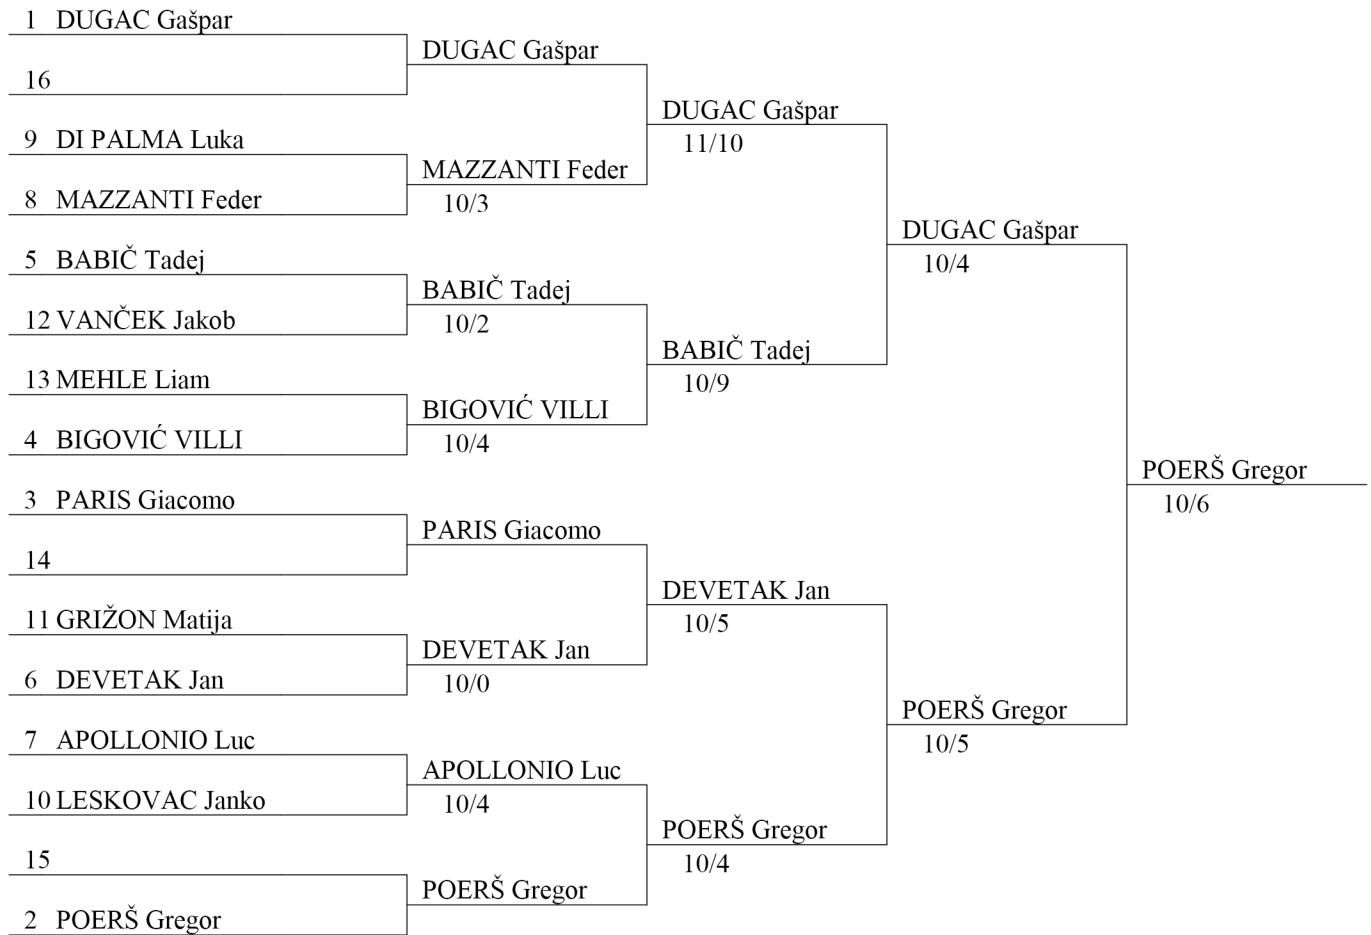 1 DUGAC Gašpar
16
9 DI PALMA Luka
8 MAZZANTI Feder
5 BABIČ Tadej
12 VANČEK Jakob
13 MEHLE Liam
4 BIGOVIĆ VILLI
3 PARIS Giacomo
14
11 GRIŽON Matija
6 DEVETAK Jan
7 APOLLONIO Luc
10 LESKOVAC Janko
15
2 POERŠ Gregor
DUGAC Gašpar
MAZZANTI Feder
10/3
BABIČ Tadej
10/2
BIGOVIĆ VILLI
10/4
PARIS Giacomo
DEVETAK Jan
10/0
APOLLONIO Luc
10/4
POERŠ Gregor
DUGAC Gašpar
11/10
BABIČ Tadej
10/9
DEVETAK Jan
10/5
POERŠ Gregor
10/4
DUGAC Gašpar
10/4
POERŠ Gregor
10/5
POERŠ Gregor
10/6